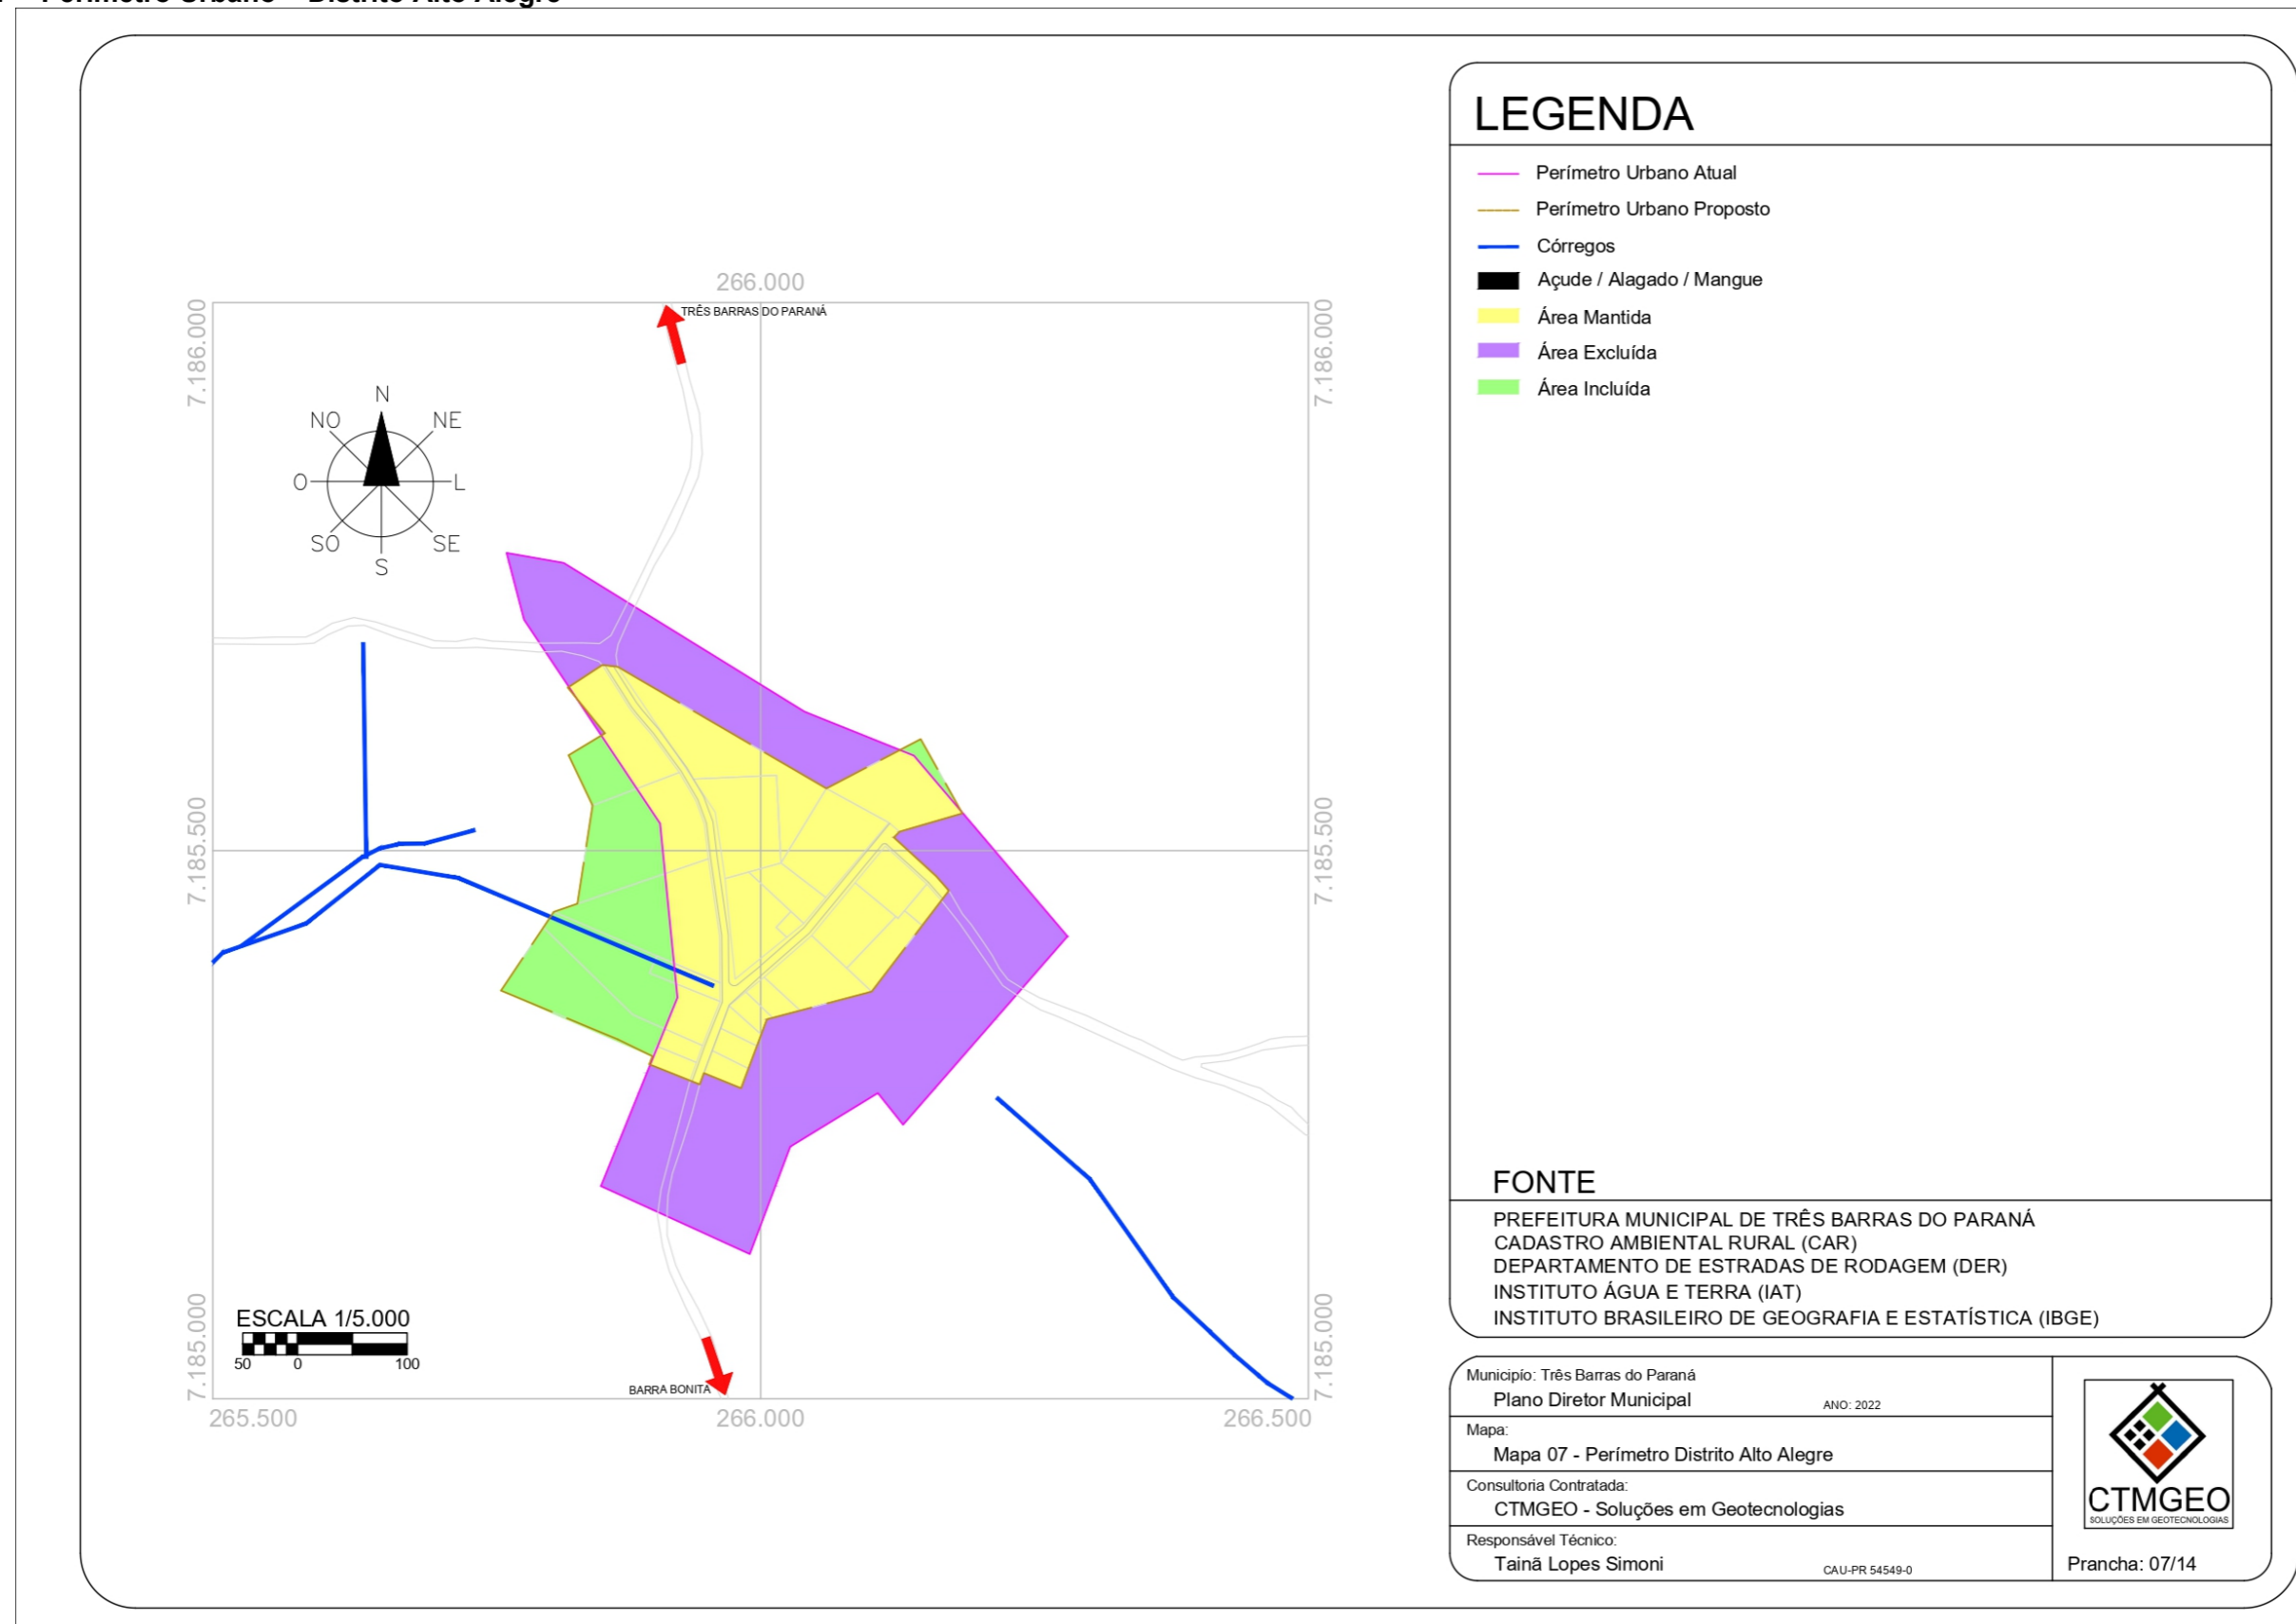 Perímetro Urbano – Distrito Alto Alegre
266.000
7.186.000
7.186.000
TRÊS BARRAS DO PARANÁ
N
NO
NE
O
L
SO
SE
S
7.185.500
7.185.500
7.185.000
7.185.000
ESCALA 1/5.000
50 0 100
BARRA BONITA
265.500
266.000
266.500
LEGENDA
Perímetro Urbano Atual
Perímetro Urbano Proposto
Córregos
Açude / Alagado / Mangue
Área Mantida
Área Excluída
Área Incluída
FONTE
PREFEITURA MUNICIPAL DE TRÊS BARRAS DO PARANÁ
CADASTRO AMBIENTAL RURAL (CAR)
DEPARTAMENTO DE ESTRADAS DE RODAGEM (DER)
INSTITUTO ÁGUA E TERRA (IAT)
INSTITUTO BRASILEIRO DE GEOGRAFIA E ESTATÍSTICA (IBGE)
Municipío: Três Barras do Paraná
Plano Diretor Municipal
ANO: 2022
Mapa:
Mapa 07 - Perímetro Distrito Alto Alegre
Consultoria Contratada:
CTMGEO - Soluções em Geotecnologias
Responsável Técnico:
Tainã Lopes Simoni
CAU-PR 54549-0
CTMGEO
SOLUÇÕES EM GEOTECNOLOGIAS
Prancha: 07/14